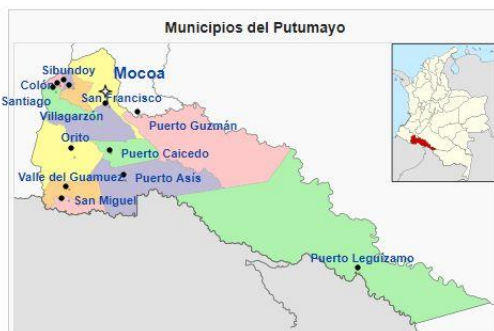 Municipios del Putumayo
Sibundoy
Mocoa
Colón
San Francisco
Santiago
Villagarzón
Puerto Guzmán
Orito
Puerto Caicedo
Valle del Guamuez
Puerto Asís
San Miguel
Puerto Leguízamo